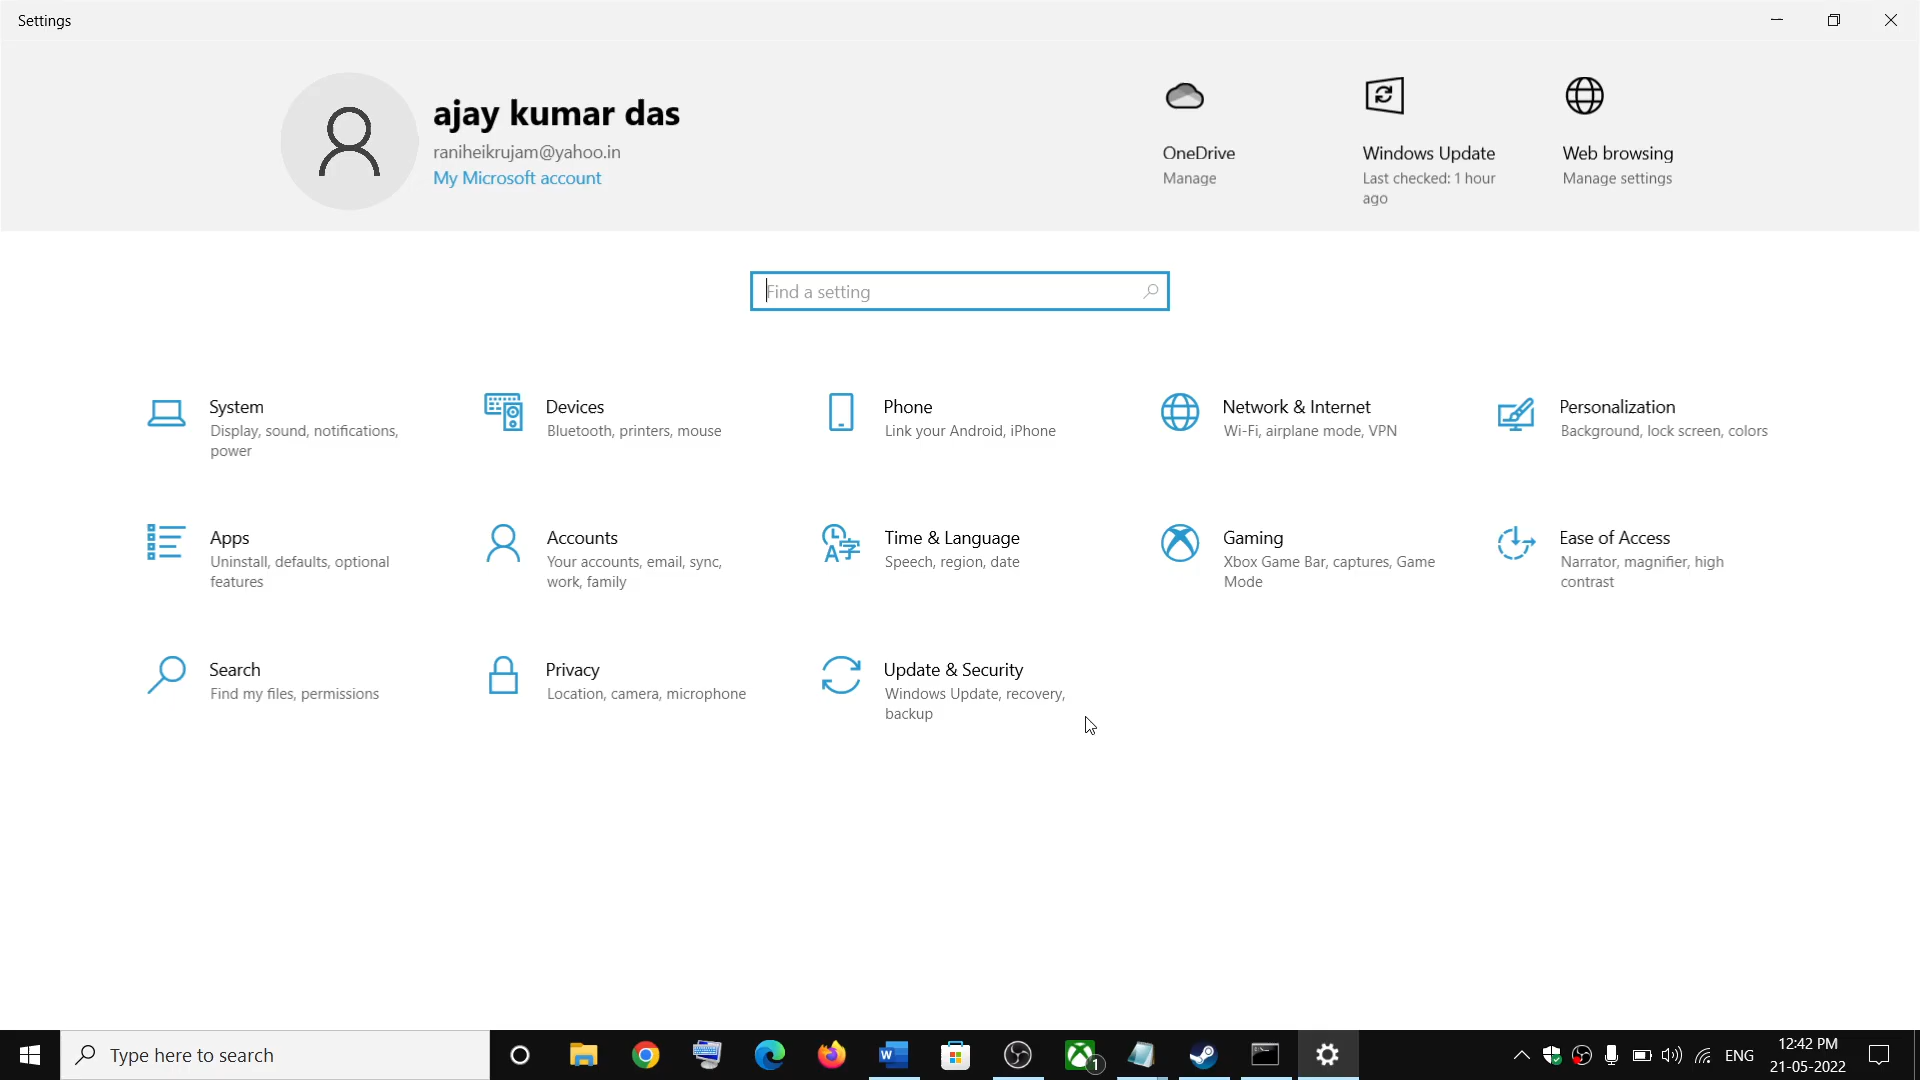 Settings
ajay kumar das
raniheikrujam@yahoo.in
My Microsoft account
OneDrive
Manage
Windows Update
Last checked: 1 hour
ago
Web browsing
Manage settings
Find a setting
System
Display, sound, notifications,
power
Devices
Bluetooth, printers, mouse
Phone
Link your Android, iPhone
Network & Internet
Wi-Fi, airplane mode, VPN
Personalization
Background, lock screen, colors
Apps
Uninstall, defaults, optional
features
Accounts
Your accounts, email, sync,
work, family
Time & Language
Speech, region, date
Gaming
Xbox Game Bar, captures, Game
Mode
Ease of Access
Narrator, magnifier, high
contrast
Search
Find my files, permissions
Privacy
Location, camera, microphone
Update & Security
Windows Update, recovery,
backup
Type here to search
1
ENG
12:42 PM
21-05-2022